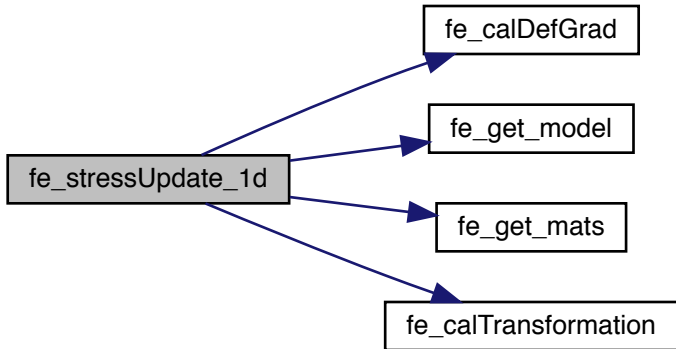 fe_calDefGrad
fe_get_model
fe_stressUpdate_1d
fe_get_mats
fe_calTransformation